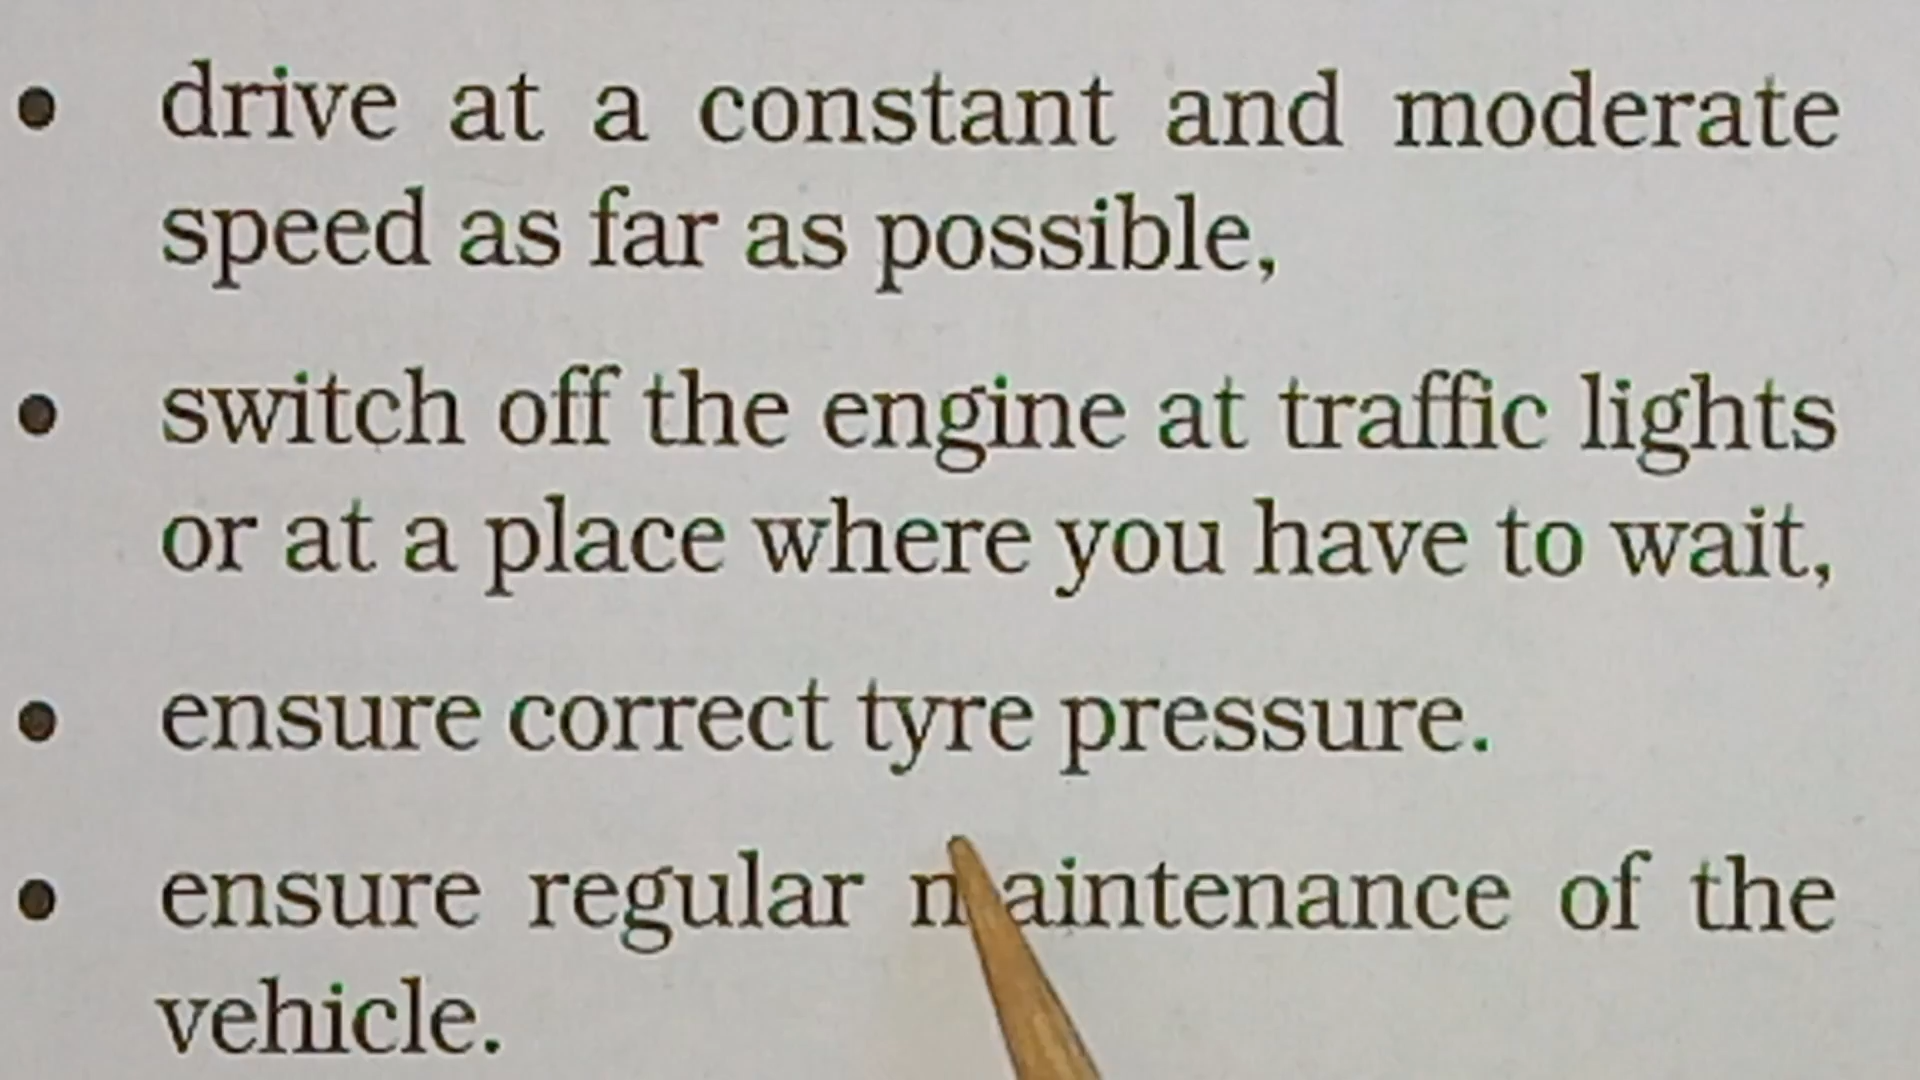 • drive at a constant and moderate
speed as far as possible,
• switch off the engine at traffic lights
or at a place where you have to wait,
• ensure correct tyre pressure.
• ensure regular maintenance of the
vehicle.